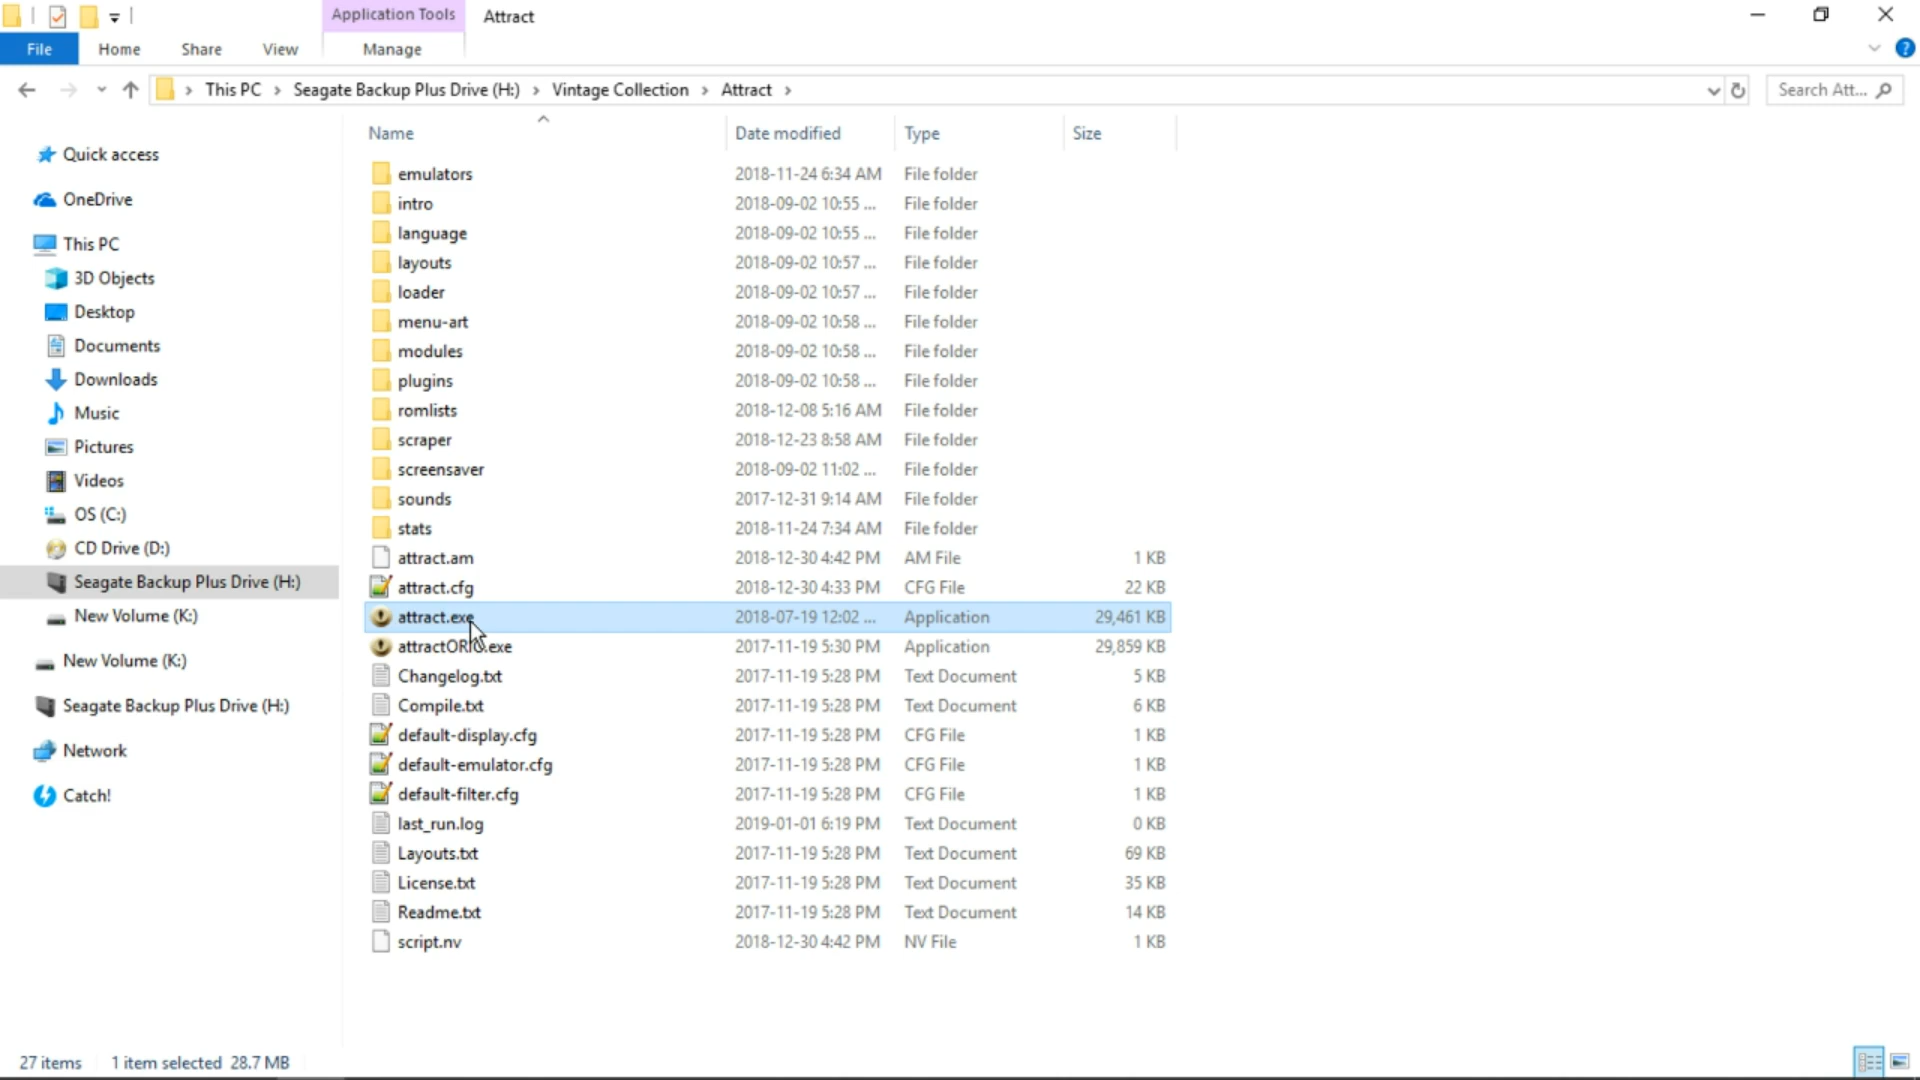 Application Tools Attract
File Home Share View Manage
This PC Seagate Backup Plus Drive (H:) Vintage Collection Attract Search Att...
Name Date modified Type Size
Quick access
OneDrive
This PC
3D Objects
Desktop
Documents
Downloads
Music
Pictures
Videos
OS (C:)
CD Drive (D:)
Seagate Backup Plus Drive (H:)
New Volume (K:)
New Volume (K:)
Seagate Backup Plus Drive (H:)
Network
Catch!
emulators 2018-11-24 6:34 AM File folder
intro 2018-09-02 10:55 ... File folder
language 2018-09-02 10:55 ... File folder
layouts 2018-09-02 10:57 ... File folder
loader 2018-09-02 10:57 ... File folder
menu-art 2018-09-02 10:58 ... File folder
modules 2018-09-02 10:58 ... File folder
plugins 2018-09-02 10:58 ... File folder
romlists 2018-12-08 5:16 AM File folder
scraper 2018-12-23 8:58 AM File folder
screensaver 2018-09-02 11:02 ... File folder
sounds 2017-12-31 9:14 AM File folder
stats 2018-11-24 7:34 AM File folder
attract.am 2018-12-30 4:42 PM AM File 1 KB
attract.cfg 2018-12-30 4:33 PM CFG File 22 KB
attract.exe 2018-07-19 12:02 ... Application 29,461 KB
2017-11-19 5:30 PM Application 29,859 KB
Changelog.txt 2017-11-19 5:28 PM Text Document 5 KB
Compile.txt 2017-11-19 5:28 PM Text Document 6 KB
default-display.cfg 2017-11-19 5:28 PM CFG File 1 KB
default-emulator.cfg 2017-11-19 5:28 PM CFG File 1 KB
default-filter.cfg 2017-11-19 5:28 PM CFG File 1 KB
last_run.log 2019-01-01 6:19 PM Text Document 0 KB
Layouts.txt 2017-11-19 5:28 PM Text Document 69 KB
License.txt 2017-11-19 5:28 PM Text Document 35 KB
Readme.txt 2017-11-19 5:28 PM Text Document 14 KB
script.nv 2018-12-30 4:42 PM NV File 1 KB
27 items 1 item selected 28.7 MB